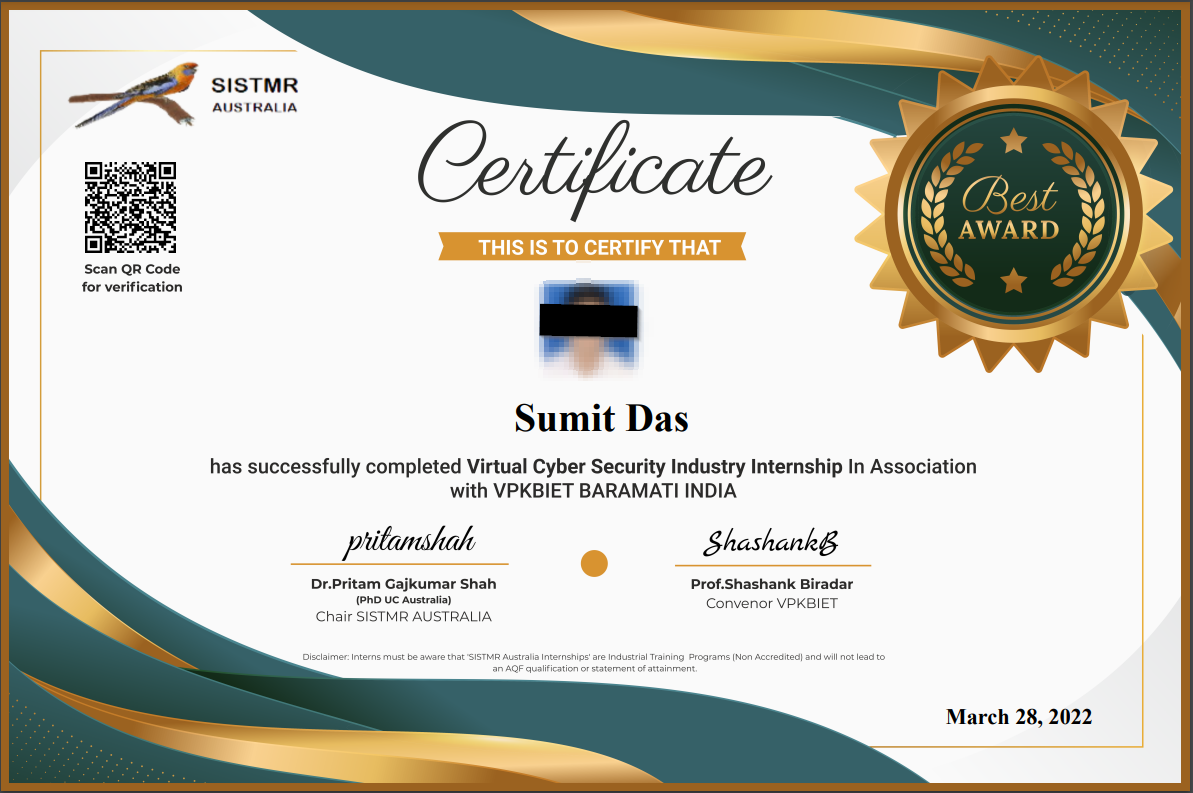 SISTMR
AUSTRALIA
Scan QR Code
for verification
Certificate
THIS IS TO CERTIFY THAT
Best
AWARD
Sumit Das
has successfully completed Virtual Cyber Security Industry Internship In Association
with VPKBIET BARAMATI INDIA
pritamshah
ShashankB
Dr.Pritam Gajkumar Shah
(PhD UC Australia)
Chair SISTMR AUSTRALIA
Prof.Shashank Biradar
Convenor VPKBIET
Disclaimer: Interns must be aware that 'SISTMR Australia Internships' are Industrial Training Programs (Non Accredited) and will not lead to
an AQF qualification or statement of attainment.
March 28, 2022